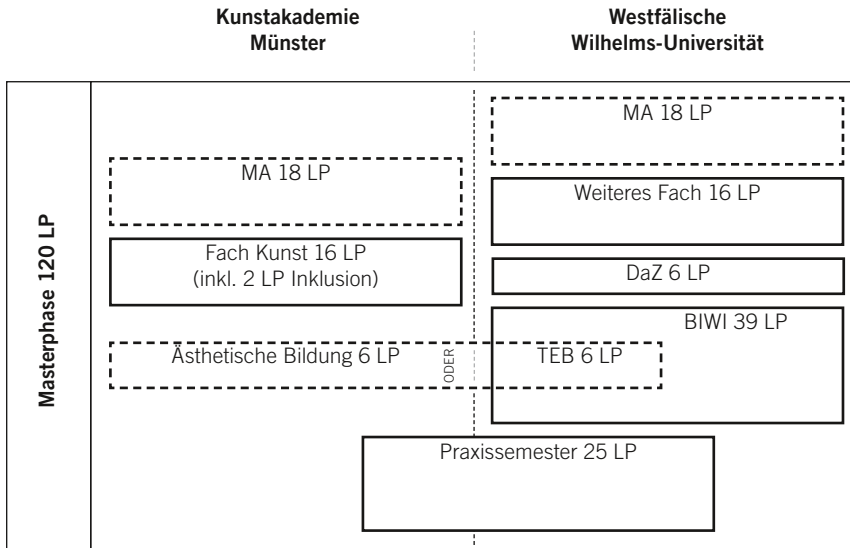 Kunstakademie
Münster
Westfälische
Wilhelms-Universität
Masterphase 120 LP
MA 18 LP
MA 18 LP
Weiteres Fach 16 LP
Fach Kunst 16 LP
(inkl. 2 LP Inklusion)
DaZ 6 LP
BIWI 39 LP
Ästhetische Bildung 6 LP
ODER
TEB 6 LP
Praxissemester 25 LP